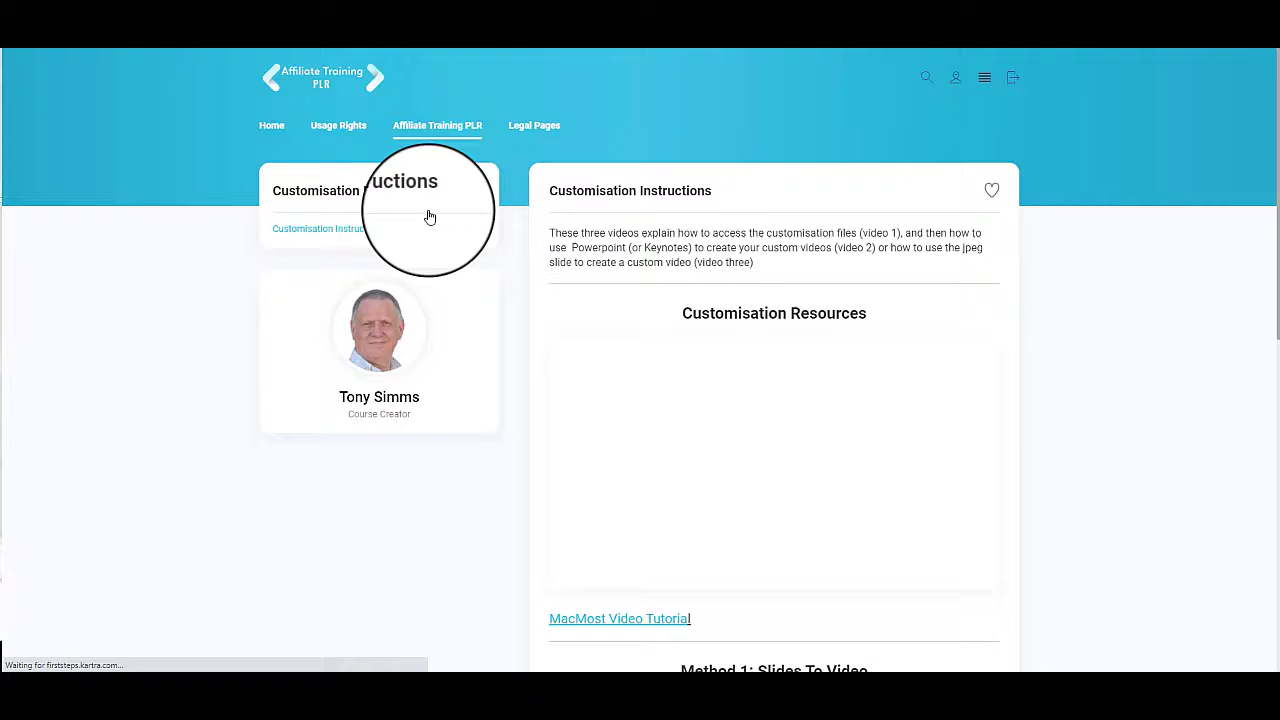 Affiliate Training
PLR
Home
Usage Rights
Affiliate Training PLR
Legal Pages
Customisation
uctions
Customisation Instruc
Tony Simms
Course Creator
Customisation Instructions
These three videos explain how to access the customisation files (video 1), and then how to
use Powerpoint (or Keynotes) to create your custom videos (video 2) or how to use the jpeg
slide to create a custom video (video three)
Customisation Resources
MacMost Video Tutorial
Method 1: Slides To Video
Waiting for firststeps.kartra.com...